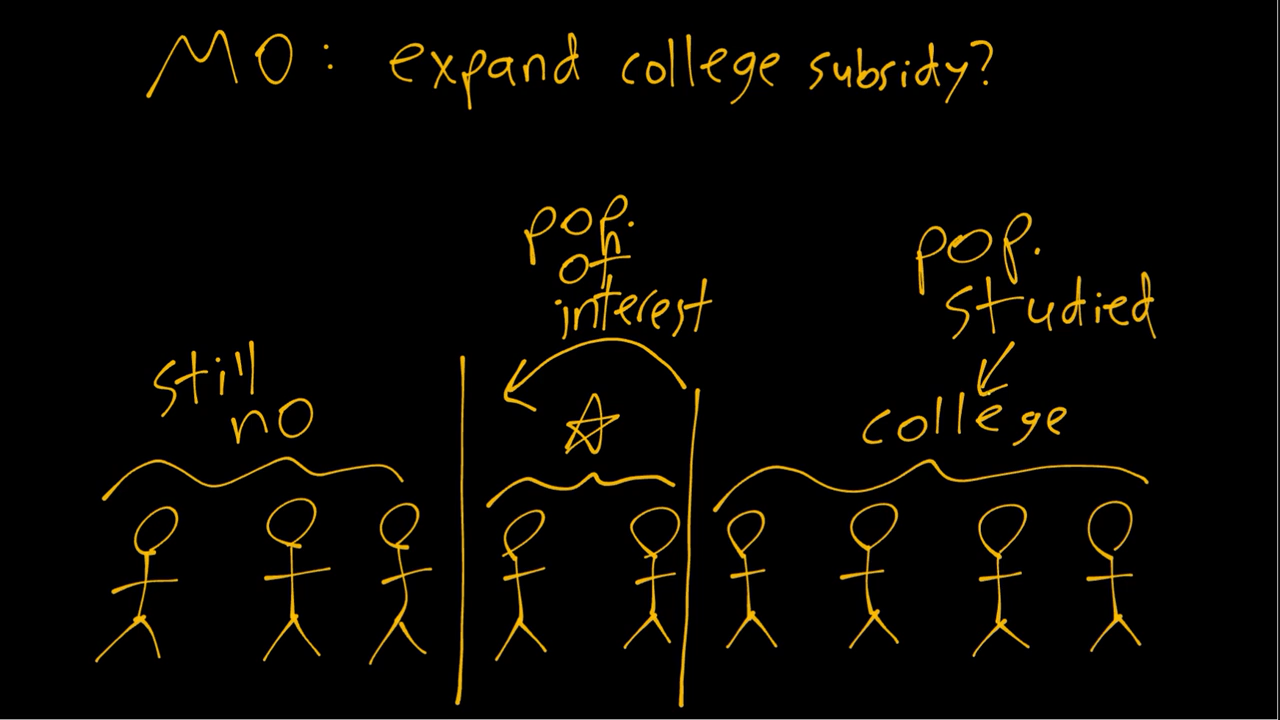 MO: expand college subsidy?
pop.
of
interest
pop.
studied
still
no
college